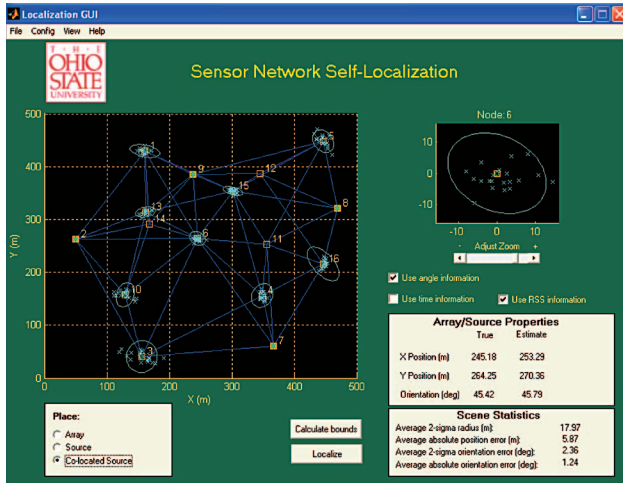 Localization GUI
File Config View Help
T · H · E
OHIO
STATE
UNIVERSITY
Sensor Network Self-Localization
500
400
300
200
100
0
0 100 200 300 400 500
Y (m)
X (m)
1
5
9
12
15
8
13
14
2
6
11
16
10
4
3
7
Node: 6
10
0
-10
-10 0 10
- Adjust Zoom +
Use angle information
Use time information Use RSS information
Array/Source Properties
True Estimate
X Position (m) 245.18 253.29
Y Position (m) 264.25 270.36
Orientation (deg) 45.42 45.79
Scene Statistics
Average 2-sigma radius (m): 17.97
Average absolute position error (m): 5.87
Average 2-sigma orientation error (deg): 2.36
Average absolute orientation error (deg): 1.24
Place:
Array
Source
Co-located Source
Calculate bounds
Localize